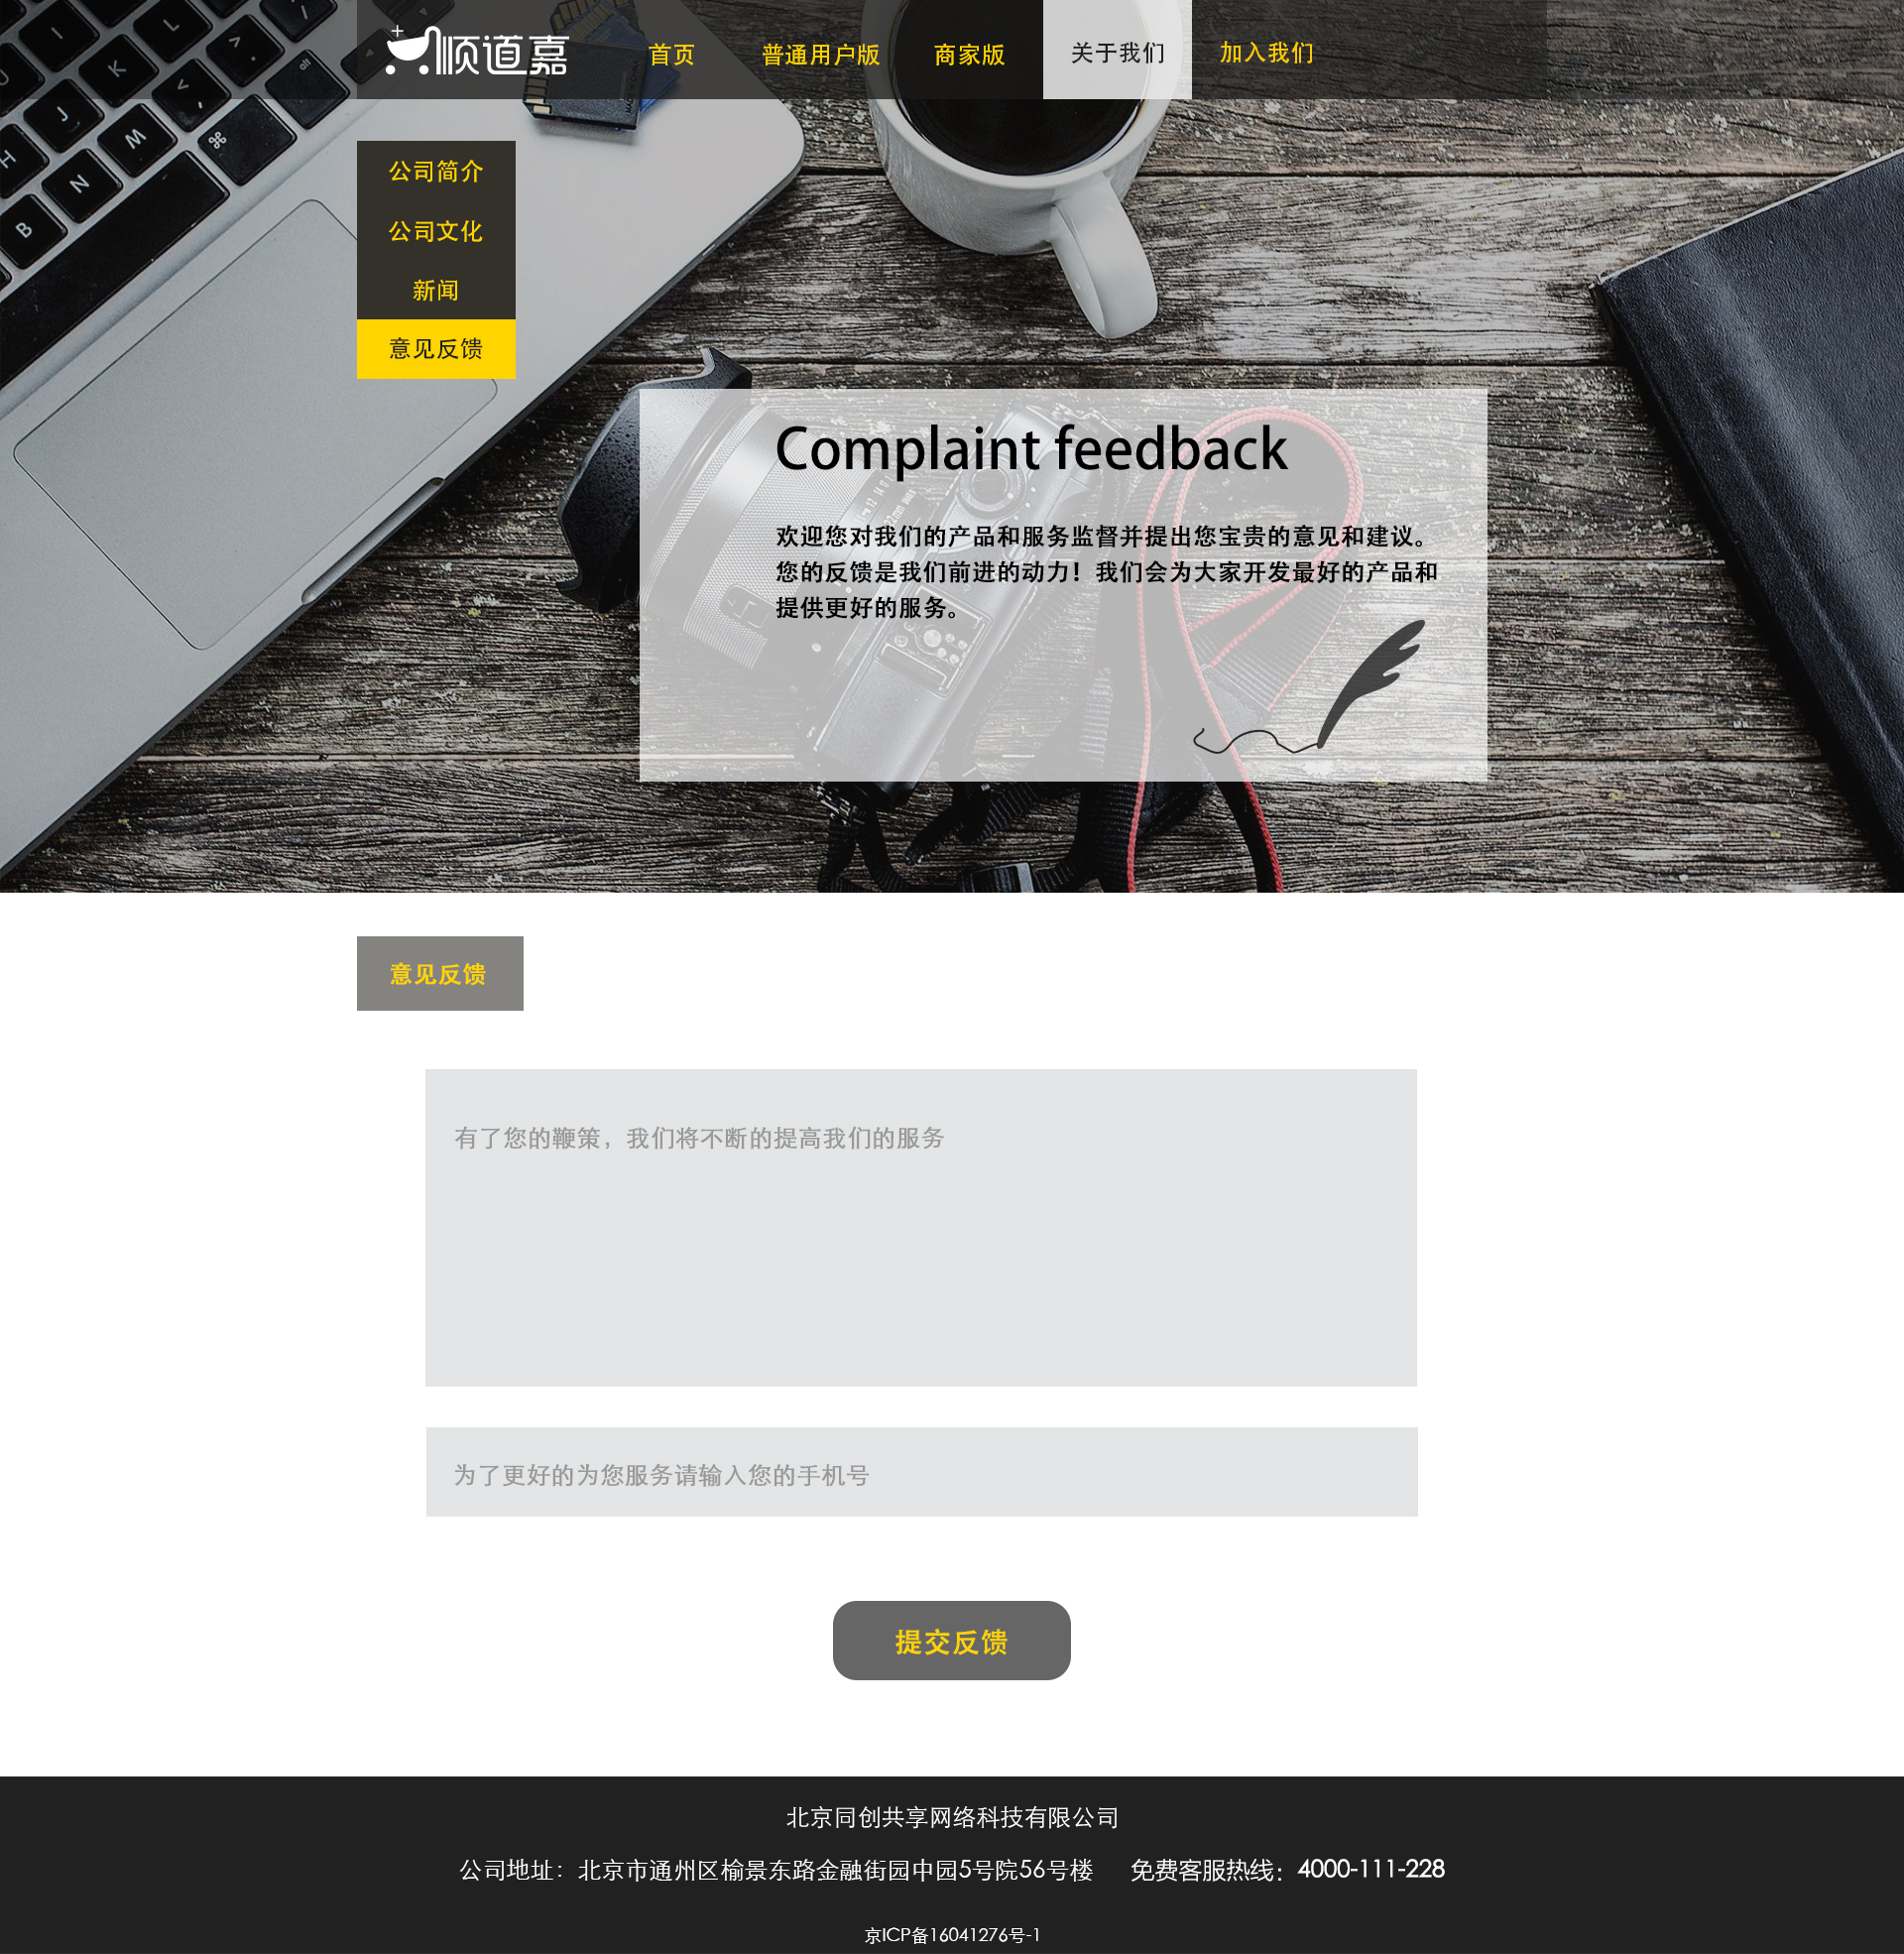 顺道嘉
首页
普通用户版
商家版
关于我们
加入我们
公司简介
公司文化
新闻
意见反馈
Complaint feedback
欢迎您对我们的产品和服务监督并提出您宝贵的意见和建议。
您的反馈是我们前进的动力！我们会为大家开发最好的产品和
提供更好的服务。
意见反馈
有了您的鞭策，我们将不断的提高我们的服务
为了更好的为您服务请输入您的手机号
提交反馈
北京同创共享网络科技有限公司
公司地址：北京市通州区榆景东路金融街园中园5号院56号楼 免费客服热线：4000-111-228
京ICP备16041276号-1